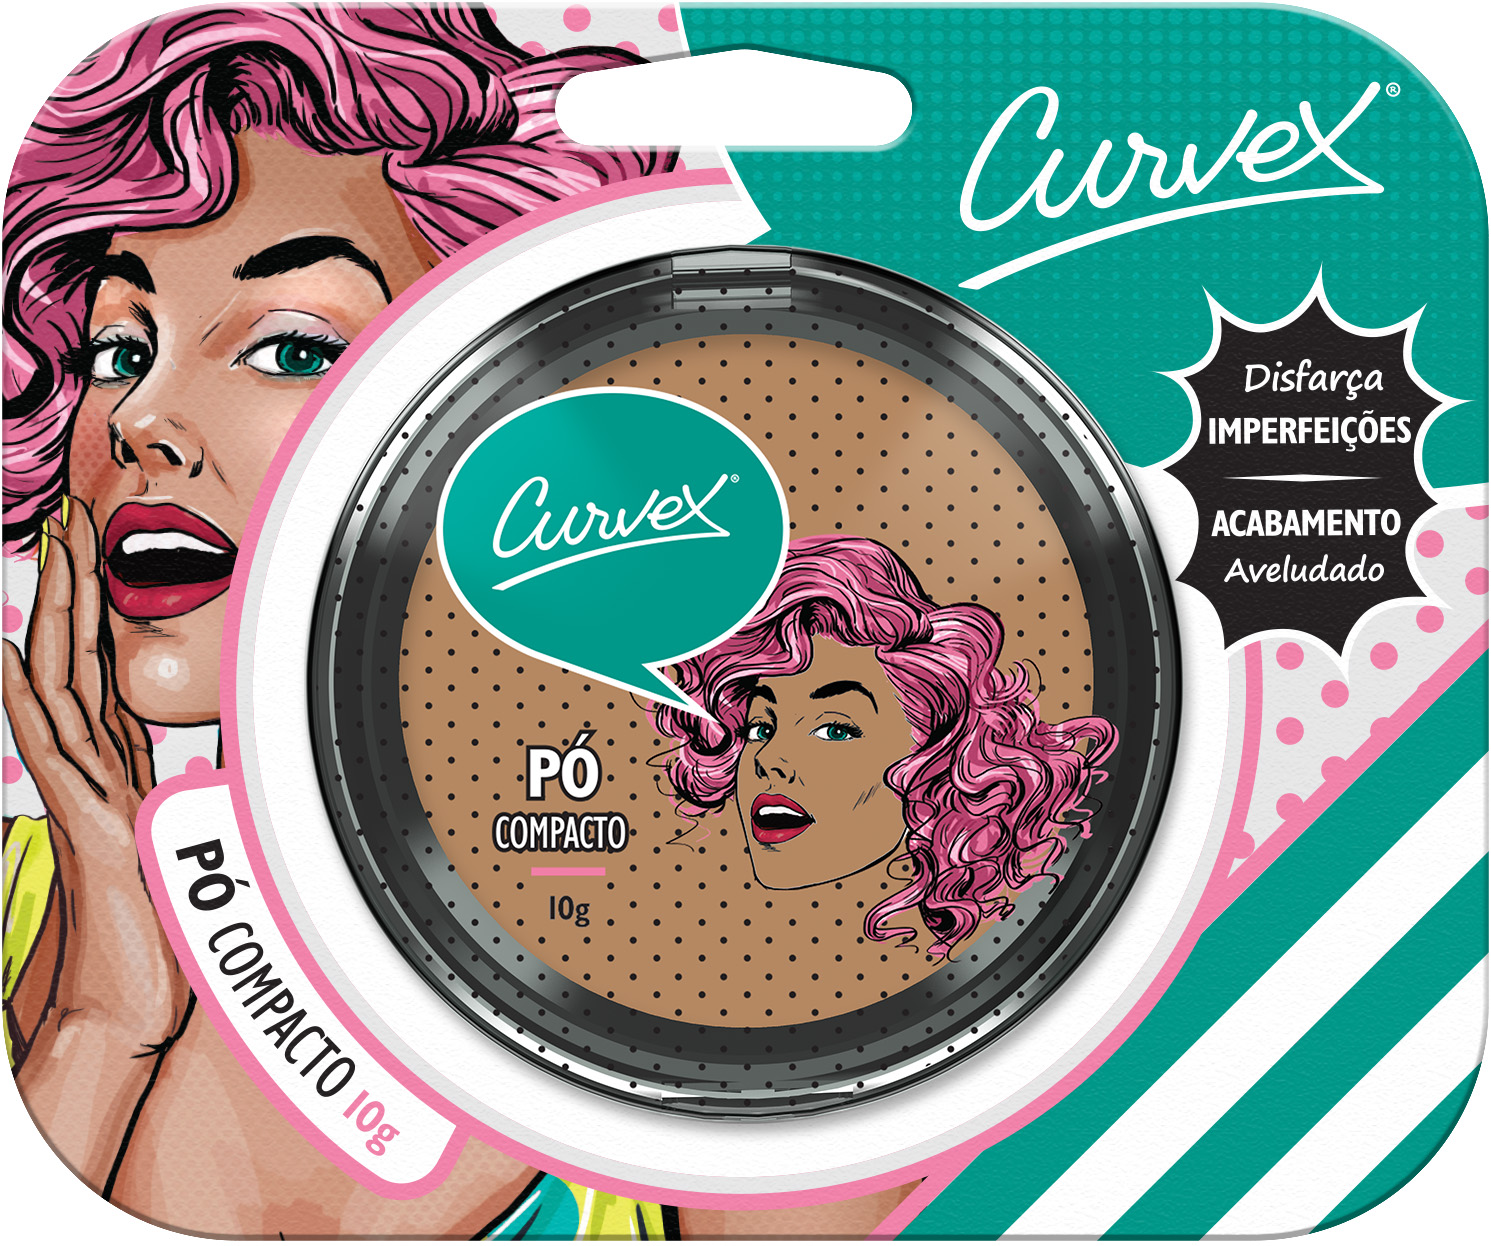 Curvex®
Disfarça
IMPERFEIÇÕES
ACABAMENTO
Aveludado
Curvex®
PÓ
COMPACTO
10g
PÓ COMPACTO 10g